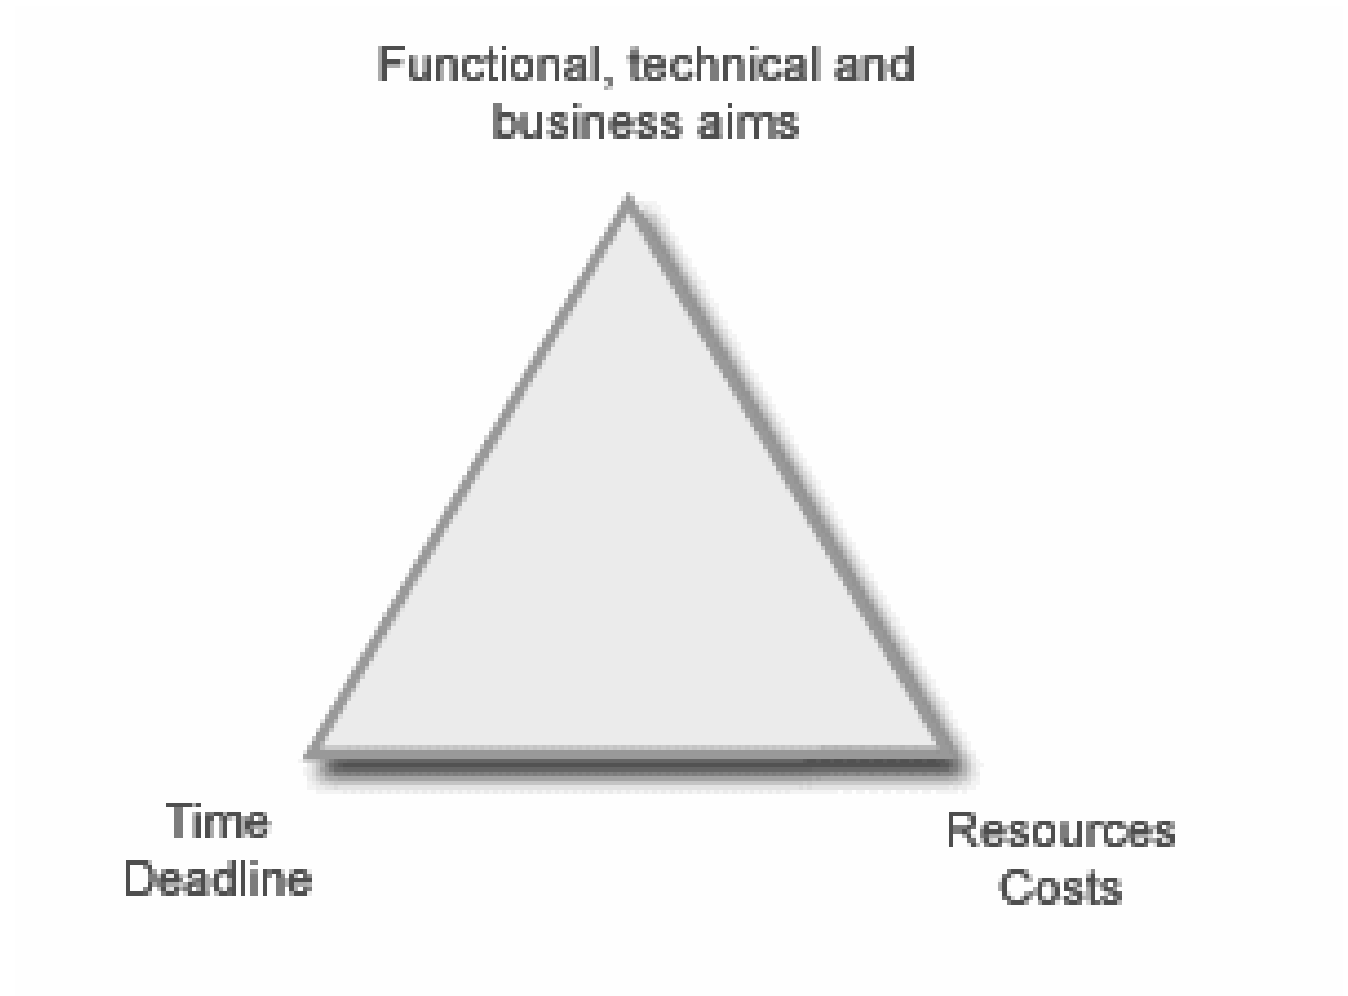 Functional, technical and
business aims
Time
Deadline
Resources
Costs